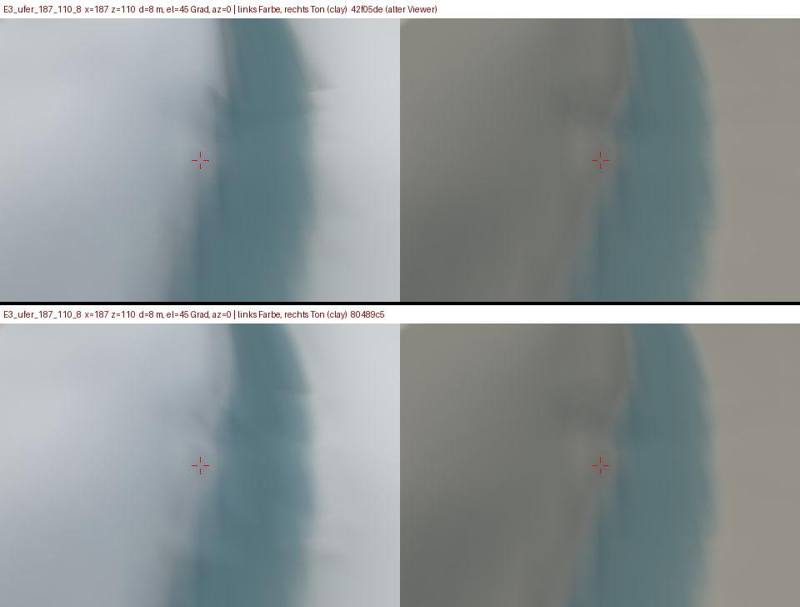 E3_ufer_187_110_8 x=187 z=110 d=8 m, el=45 Grad, az=0 | links Farbe, rechts Ton (clay) 42f05de (alter Viewer)
E3_ufer_187_110_8 x=187 z=110 d=8 m, el=45 Grad, az=0 | links Farbe, rechts Ton (clay) 80489c5